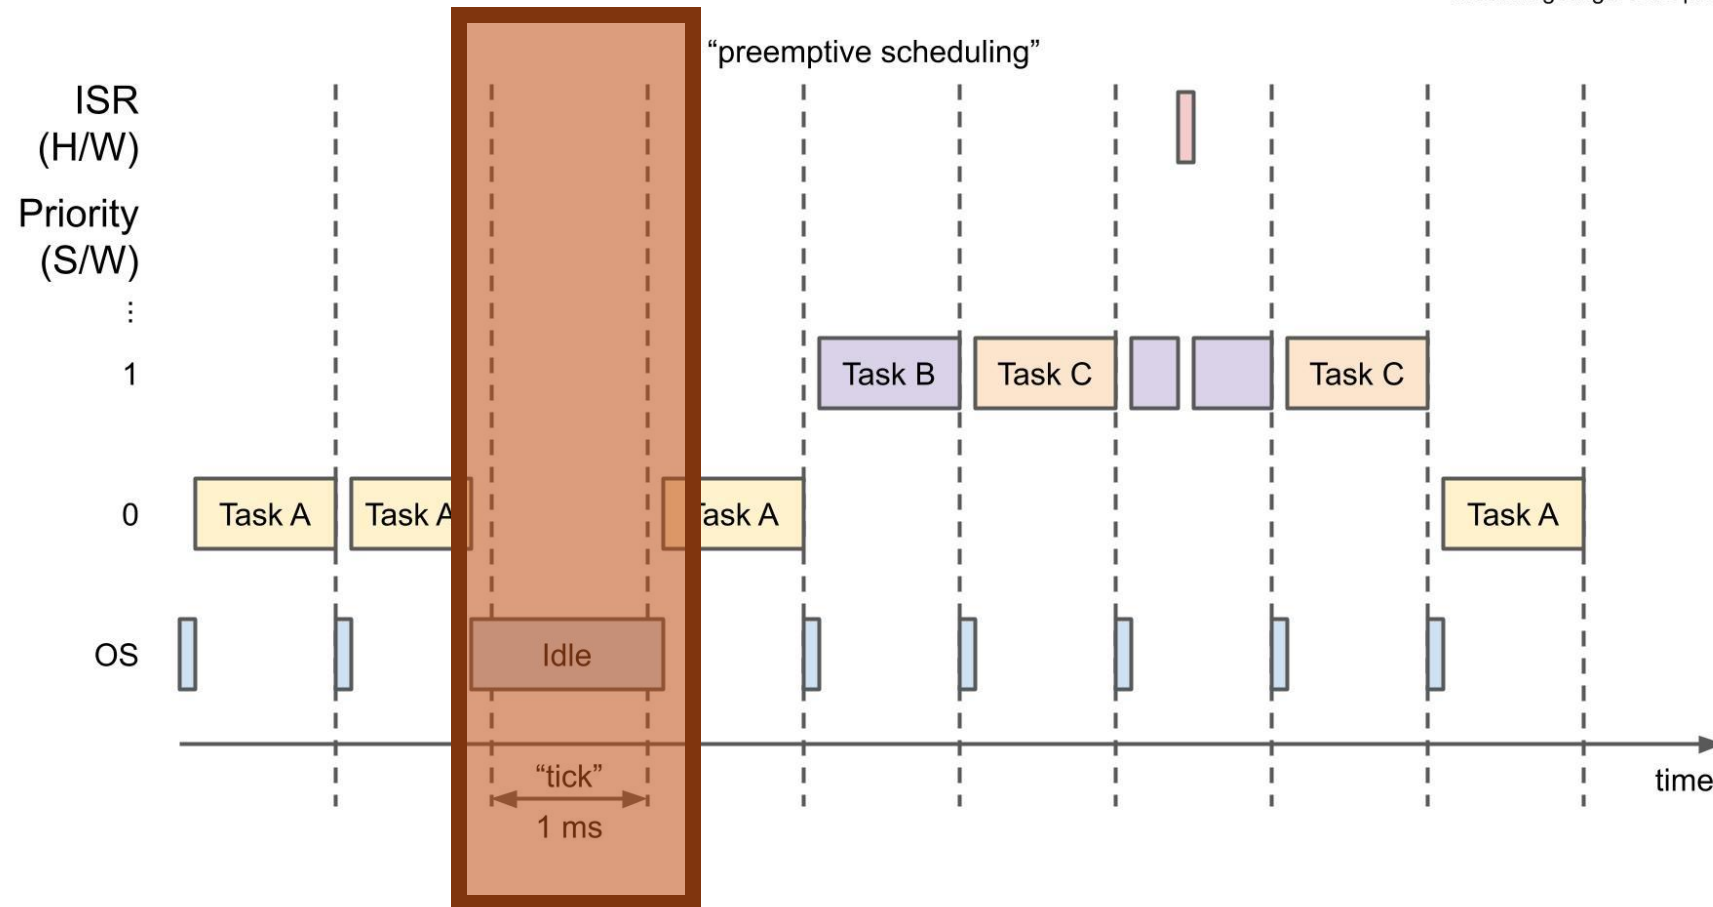 “preemptive scheduling”
ISR
(H/W)
Priority
(S/W)
⋮
1
Task B
Task C
Task C
0
Task A
Task A
Task A
Task A
OS
Idle
“tick”
1 ms
time